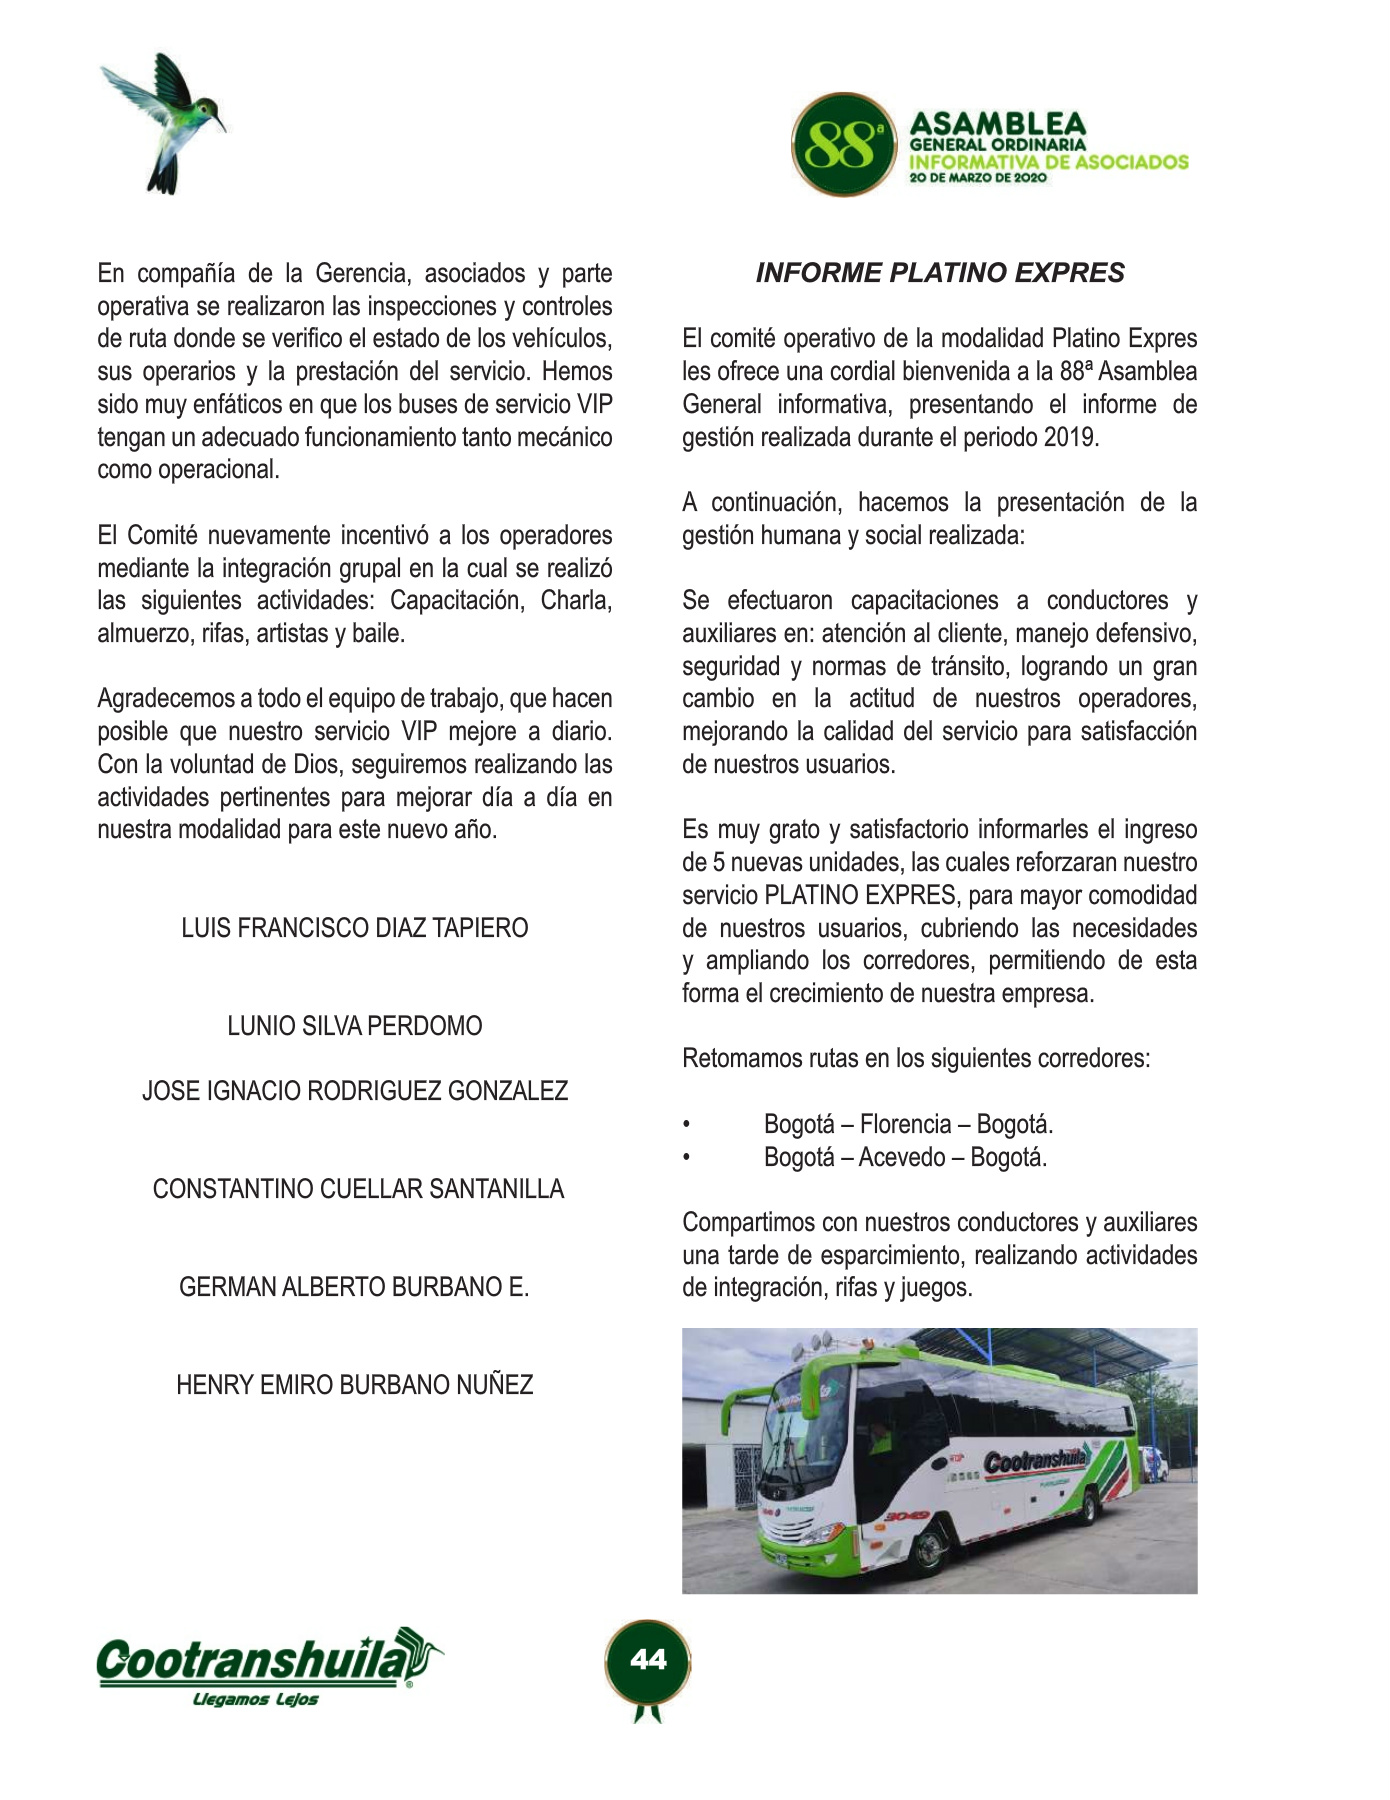 88ª
ASAMBLEA
GENERAL ORDINARIA
INFORMATIVA DE ASOCIADOS
20 DE MARZO DE 2020
En compañía de la Gerencia, asociados y parte
operativa se realizaron las inspecciones y controles
de ruta donde se verifico el estado de los vehículos,
sus operarios y la prestación del servicio. Hemos
sido muy enfáticos en que los buses de servicio VIP
tengan un adecuado funcionamiento tanto mecánico
como operacional.
El Comité nuevamente incentivó a los operadores
mediante la integración grupal en la cual se realizó
las siguientes actividades: Capacitación, Charla,
almuerzo, rifas, artistas y baile.
Agradecemos a todo el equipo de trabajo, que hacen
posible que nuestro servicio VIP mejore a diario.
Con la voluntad de Dios, seguiremos realizando las
actividades pertinentes para mejorar día a día en
nuestra modalidad para este nuevo año.
LUIS FRANCISCO DIAZ TAPIERO
LUNIO SILVA PERDOMO
JOSE IGNACIO RODRIGUEZ GONZALEZ
CONSTANTINO CUELLAR SANTANILLA
GERMAN ALBERTO BURBANO E.
HENRY EMIRO BURBANO NUÑEZ
INFORME PLATINO EXPRES
El comité operativo de la modalidad Platino Expres
les ofrece una cordial bienvenida a la 88ª Asamblea
General informativa, presentando el informe de
gestión realizada durante el periodo 2019.
A continuación, hacemos la presentación de la
gestión humana y social realizada:
Se efectuaron capacitaciones a conductores y
auxiliares en: atención al cliente, manejo defensivo,
seguridad y normas de tránsito, logrando un gran
cambio en la actitud de nuestros operadores,
mejorando la calidad del servicio para satisfacción
de nuestros usuarios.
Es muy grato y satisfactorio informarles el ingreso
de 5 nuevas unidades, las cuales reforzaran nuestro
servicio PLATINO EXPRES, para mayor comodidad
de nuestros usuarios, cubriendo las necesidades
y ampliando los corredores, permitiendo de esta
forma el crecimiento de nuestra empresa.
Retomamos rutas en los siguientes corredores:
• Bogotá – Florencia – Bogotá.
• Bogotá – Acevedo – Bogotá.
Compartimos con nuestros conductores y auxiliares
una tarde de esparcimiento, realizando actividades
de integración, rifas y juegos.
Cootranshuila
3049
Cootranshuila®
Llegamos Lejos
44